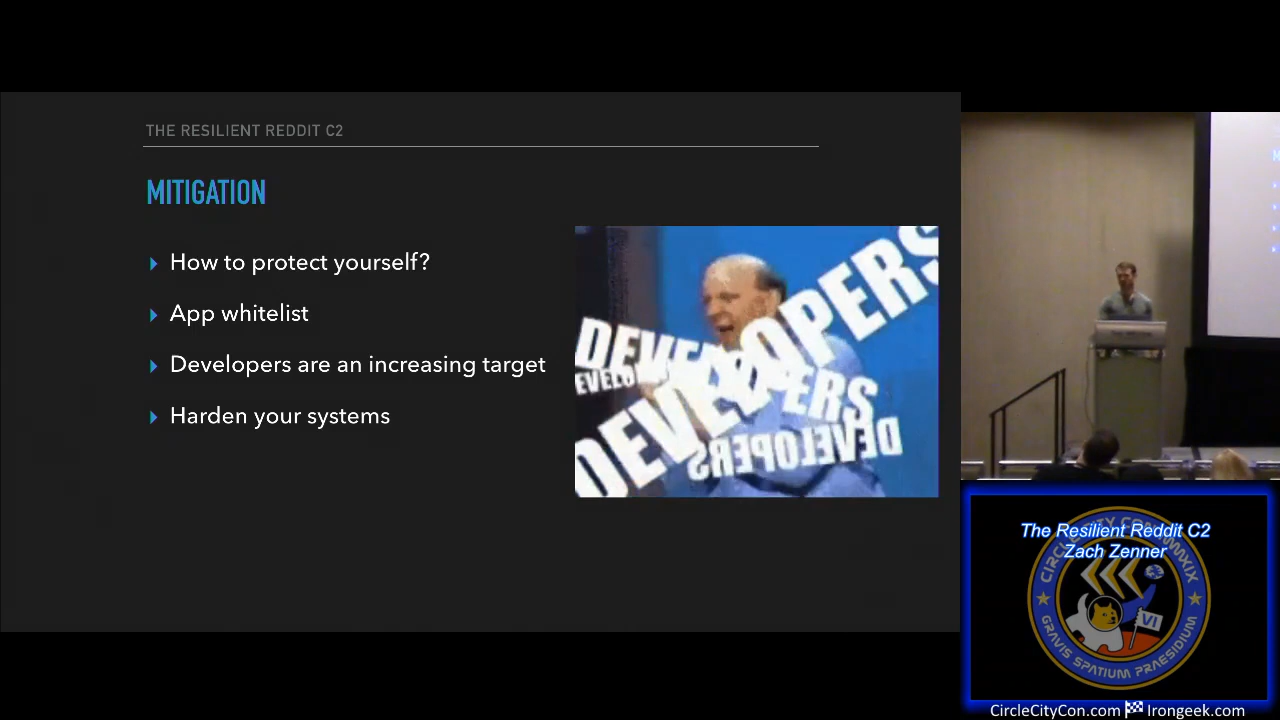 THE RESILIENT REDDIT C2
MITIGATION
How to protect yourself?
App whitelist
Developers are an increasing target
Harden your systems
DEVELOPERS
DEVELOPERS
DEVELOPERS
The Resilient Reddit C2
Zach Zenner
CIRCLE CITY CON MMXIX
VI
GRAVIS SPATIUM PRAESIDIUM
CircleCityCon.com
Irongeek.com